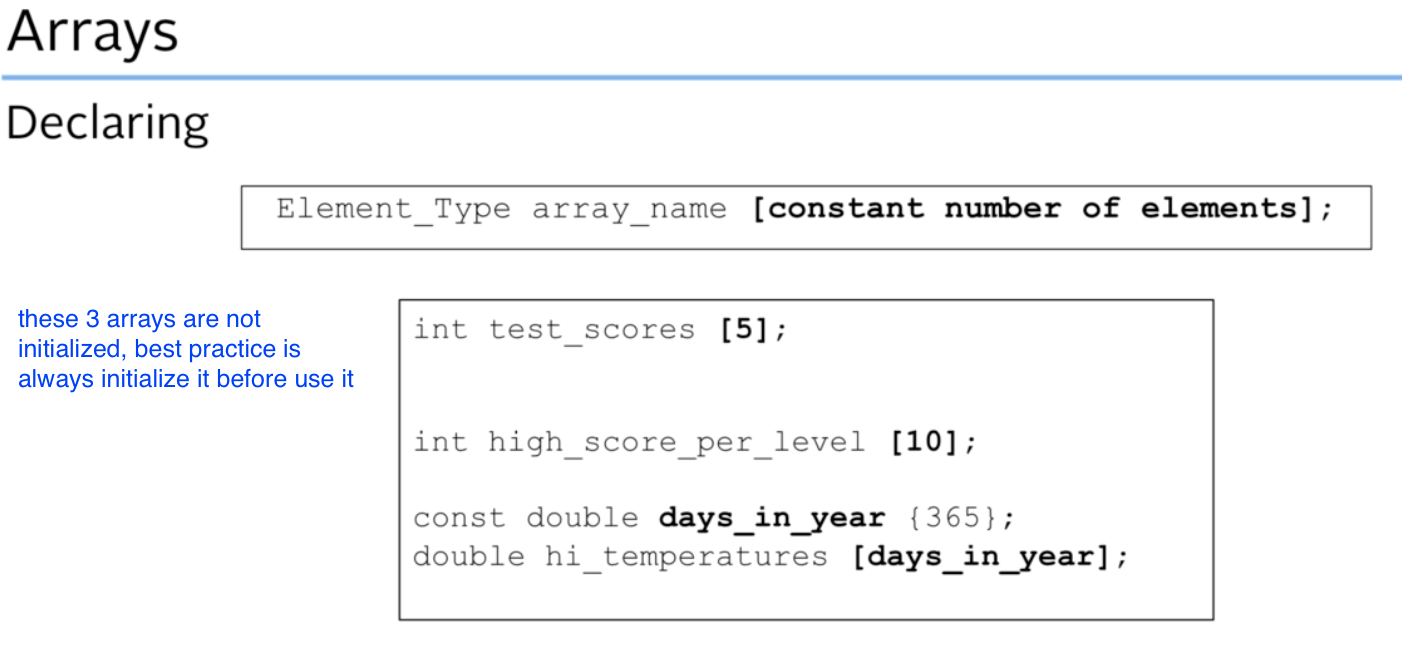 Arrays
Declaring
Element_Type array_name [constant number of elements];
these 3 arrays are not
initialized, best practice is
always initialize it before use it
int test_scores [5];
int high_score_per_level [10];
const double days_in_year {365};
double hi_temperatures [days_in_year];